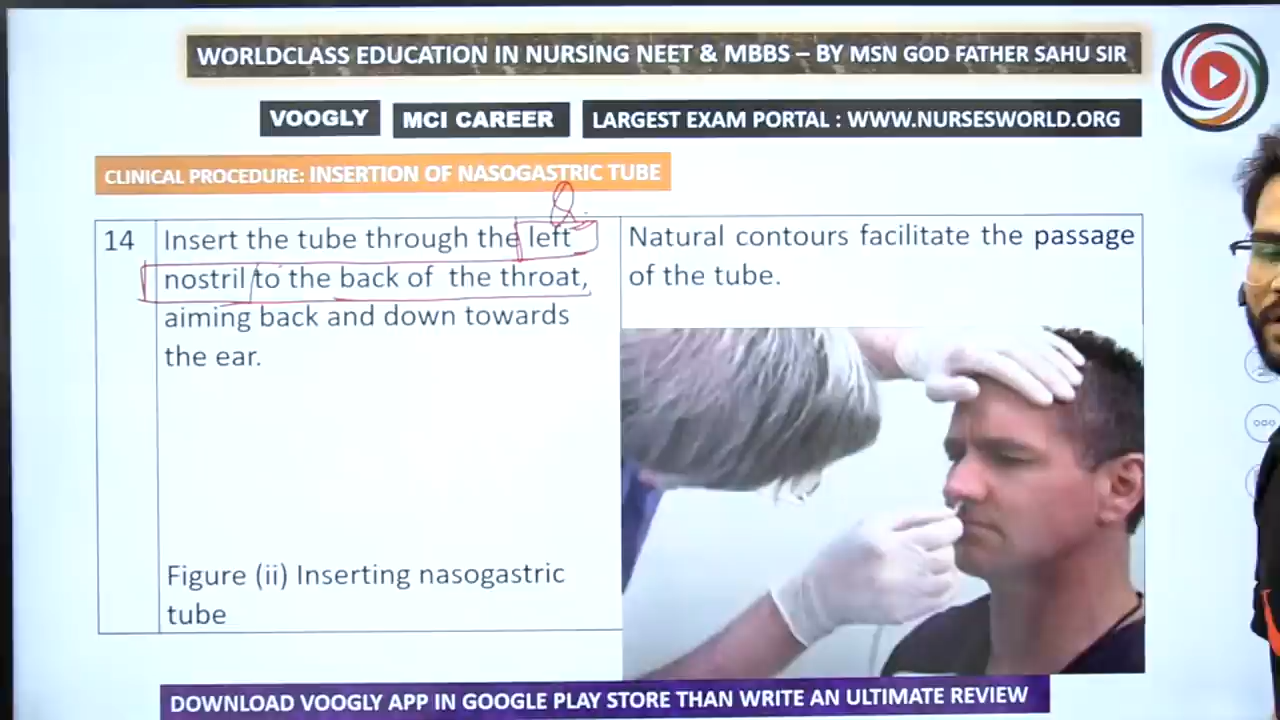 WORLDCLASS EDUCATION IN NURSING NEET & MBBS – BY MSN GOD FATHER SAHU SIR
VOOGLY
MCI CAREER
LARGEST EXAM PORTAL : WWW.NURSESWORLD.ORG
CLINICAL PROCEDURE: INSERTION OF NASOGASTRIC TUBE
14
Insert the tube through the left
nostril to the back of the throat,
aiming back and down towards
the ear.
Figure (ii) Inserting nasogastric
tube
Natural contours facilitate the passage
of the tube.
DOWNLOAD VOOGLY APP IN GOOGLE PLAY STORE THAN WRITE AN ULTIMATE REVIEW